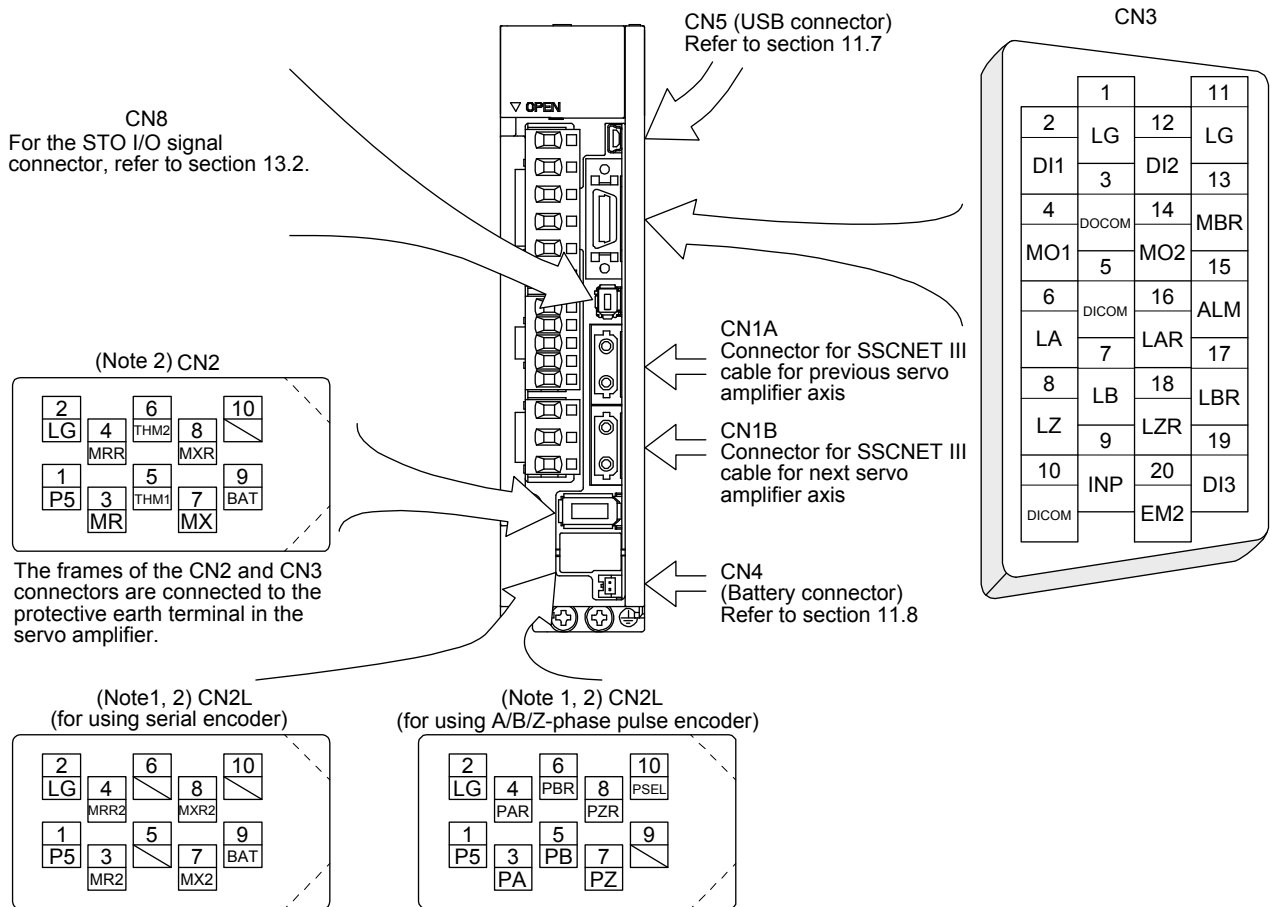 CN5 (USB connector)
Refer to section 11.7
CN8
For the STO I/O signal
connector, refer to section 13.2.
▽ OPEN
CN3
1 11
2 LG 12 LG
DI1 3 DI2 13
4 DOCOM 14 MBR
MO1 5 MO2 15
6 DICOM 16 ALM
LA 7 LAR 17
8 LB 18 LBR
LZ 9 LZR 19
10 INP 20 DI3
DICOM EM2
CN1A
Connector for SSCNET III
cable for previous servo
amplifier axis
CN1B
Connector for SSCNET III
cable for next servo
amplifier axis
CN4
(Battery connector)
Refer to section 11.8
(Note 2) CN2
2 6 10
LG 4 THM2 8
MRR MXR
1 5 9
P5 3 THM1 7 BAT
MR MX
The frames of the CN2 and CN3
connectors are connected to the
protective earth terminal in the
servo amplifier.
(Note1, 2) CN2L
(for using serial encoder)
2 6 10
LG 4 8
MRR2 MXR2
1 5 9
P5 3 7 BAT
MR2 MX2
(Note 1, 2) CN2L
(for using A/B/Z-phase pulse encoder)
2 6 10
LG 4 PBR 8 PSEL
PAR PZR
1 5 9
P5 3 PB 7
PA PZ